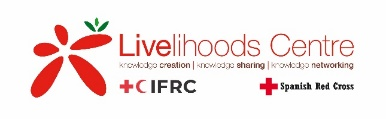 Livelihoods Centre
knowledge creation | knowledge sharing | knowledge networking
IFRC
Spanish Red Cross